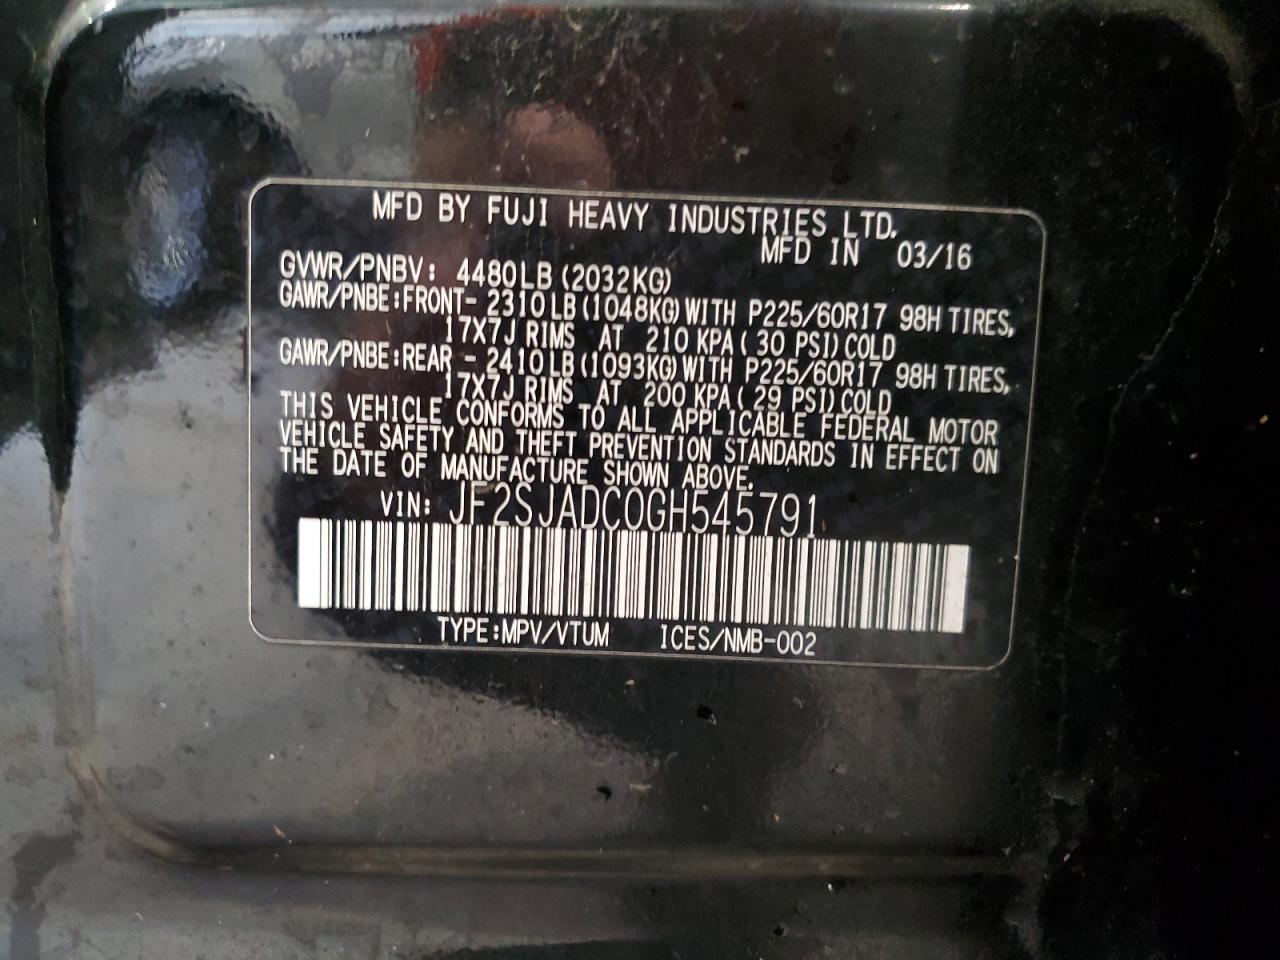 MFD BY FUJI HEAVY INDUSTRIES LTD.
MFD IN 03/16
GVWR/PNBV: 4480LB (2032KG)
GAWR/PNBE:FRONT- 2310LB(1048KG)WITH P225/60R17 98H TIRES,
17X7J RIMS AT 210 KPA( 30 PSI)COLD
GAWR/PNBE:REAR - 2410LB(1093KG)WITH P225/60R17 98H TIRES,
17X7J RIMS AT 200 KPA( 29 PSI)COLD
THIS VEHICLE CONFORMS TO ALL APPLICABLE FEDERAL MOTOR
VEHICLE SAFETY AND THEFT PREVENTION STANDARDS IN EFFECT ON
THE DATE OF MANUFACTURE SHOWN ABOVE.
VIN: JF2SJADC0GH545791
TYPE:MPV/VTUM ICES/NMB-002